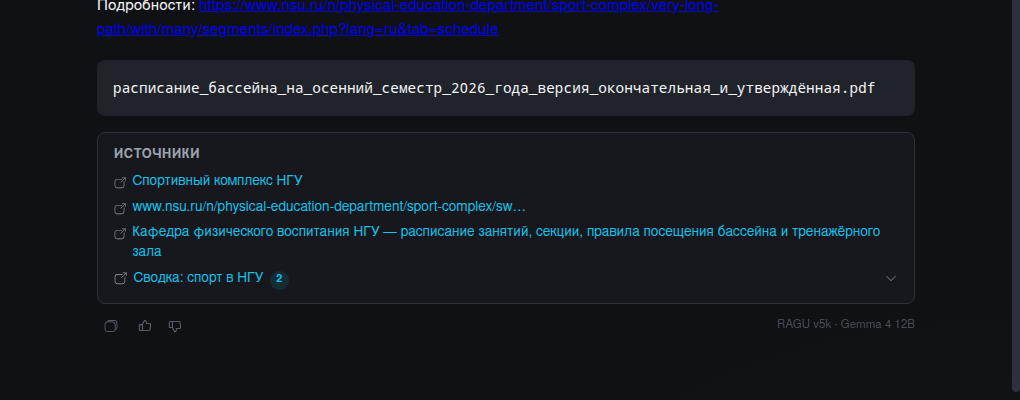 Подробности: https://www.nsu.ru/n/physical-education-department/sport-complex/very-long-
path/with/many/segments/index.php?lang=ru&tab=schedule
расписание_бассейна_на_осенний_семестр_2026_года_версия_окончательная_и_утверждённая.pdf
ИСТОЧНИКИ
Спортивный комплекс НГУ
www.nsu.ru/n/physical-education-department/sport-complex/sw…
Кафедра физического воспитания НГУ — расписание занятий, секции, правила посещения бассейна и тренажёрного
зала
Сводка: спорт в НГУ 2
RAGU v5k · Gemma 4 12B